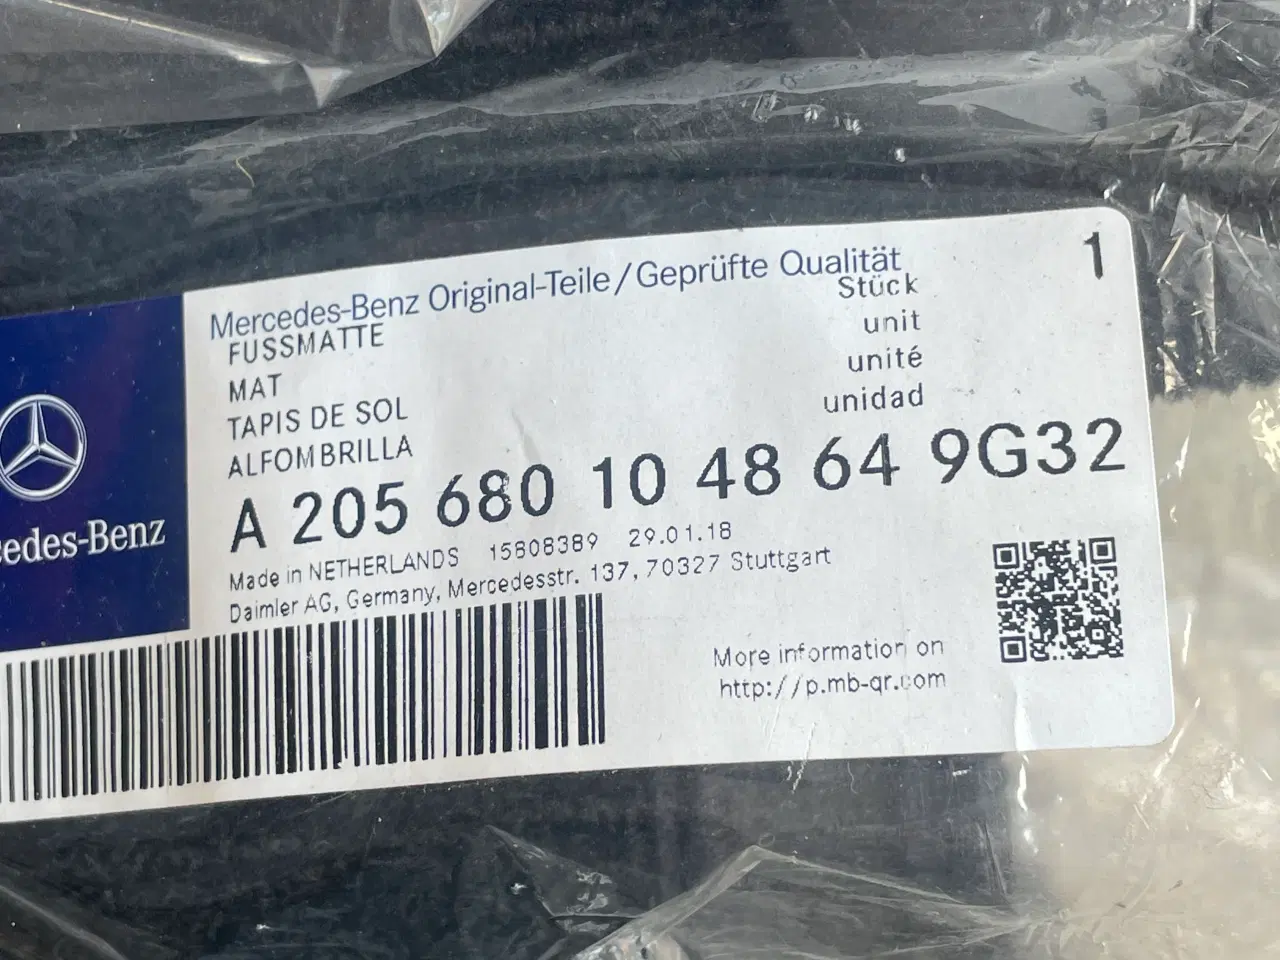 Mercedes-Benz Original-Teile/Geprüfte Qualität
1
FUSSMATTE
Stück
MAT
unit
TAPIS DE SOL
unité
ALFOMBRILLA
unidad
A 205 680 10 48 64 9G32
Made in NETHERLANDS 15808389 29.01.18
Daimler AG, Germany, Mercedesstr. 137, 70327 Stuttgart
cedes-Benz
More information on
http://p.mb-qr.com